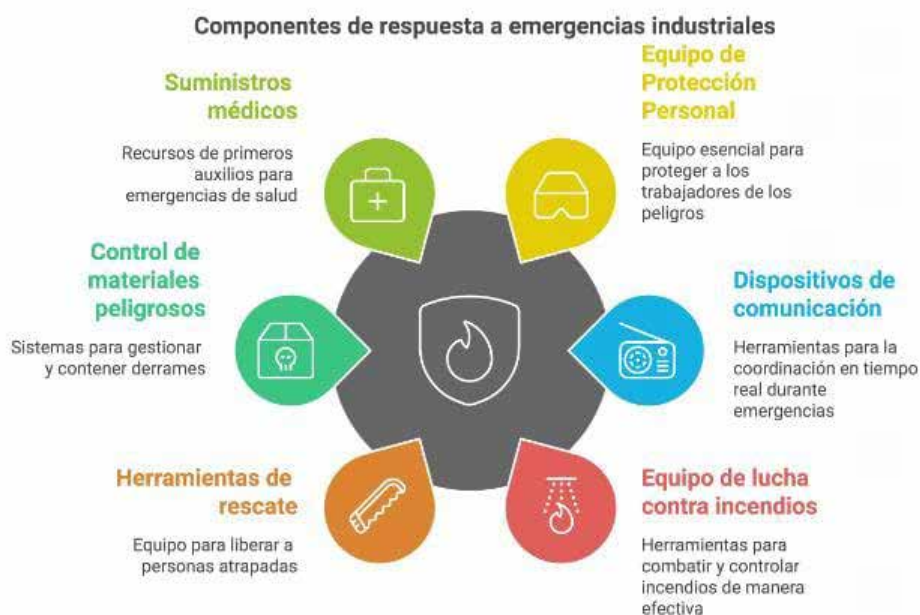 Componentes de respuesta a emergencias industriales
Suministros
médicos
Recursos de primeros
auxilios para
emergencias de salud
Equipo de
Protección
Personal
Equipo esencial para
proteger a los
trabajadores de los
peligros
Control de
materiales
peligrosos
Sistemas para gestionar
y contener derrames
Dispositivos de
comunicación
Herramientas para la
coordinación en tiempo
real durante
emergencias
Herramientas de
rescate
Equipo para liberar a
personas atrapadas
Equipo de lucha
contra incendios
Herramientas para
combatir y controlar
incendios de manera
efectiva